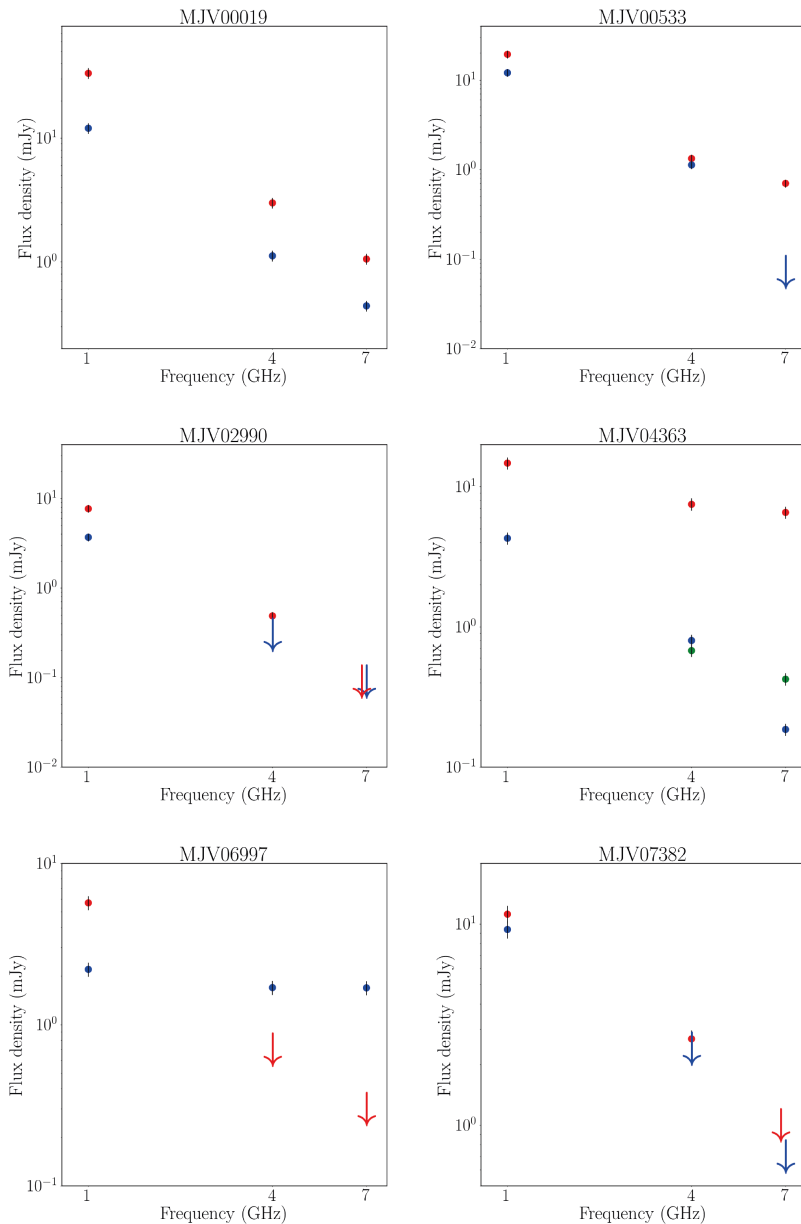 MJV00019
Flux density (mJy)
10¹
10⁰
1
4
7
Frequency (GHz)
MJV00533
Flux density (mJy)
10¹
10⁰
10⁻¹
10⁻²
1
4
7
Frequency (GHz)
MJV02990
Flux density (mJy)
10¹
10⁰
10⁻¹
10⁻²
1
4
7
Frequency (GHz)
MJV04363
Flux density (mJy)
10¹
10⁰
10⁻¹
1
4
7
Frequency (GHz)
MJV06997
Flux density (mJy)
10¹
10⁰
10⁻¹
1
4
7
Frequency (GHz)
MJV07382
Flux density (mJy)
10¹
10⁰
1
4
7
Frequency (GHz)